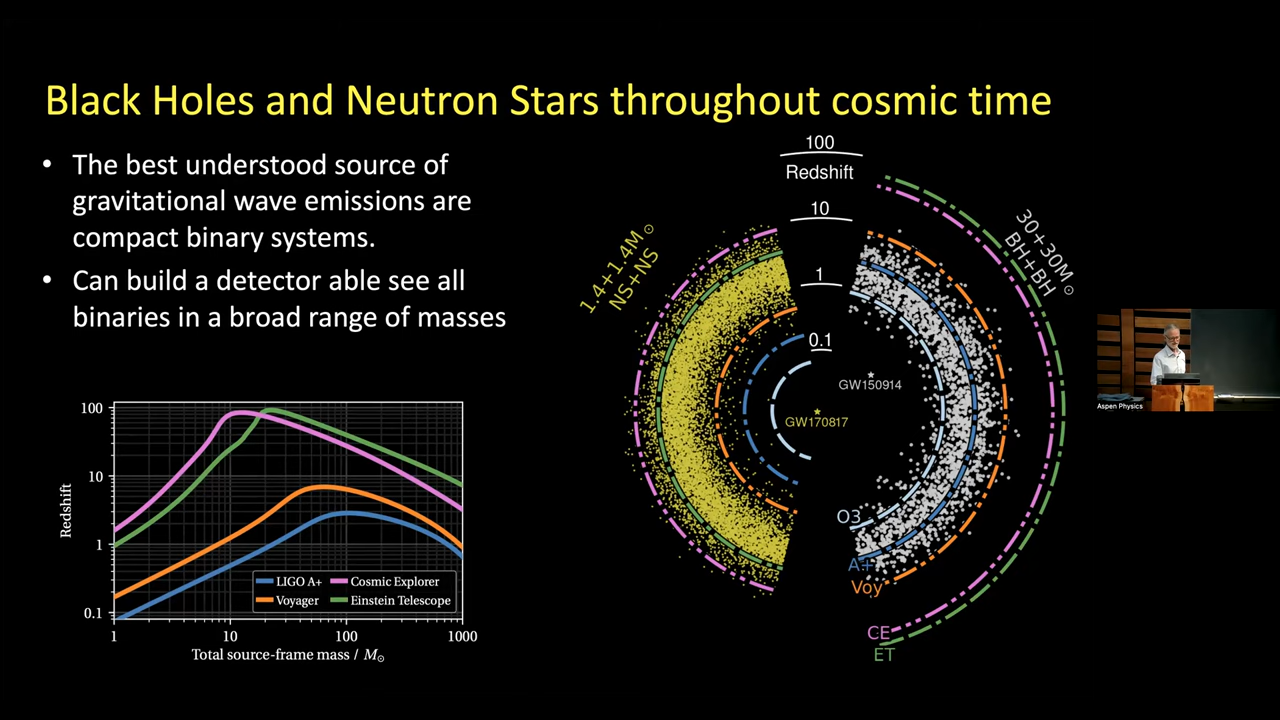 Black Holes and Neutron Stars throughout cosmic time
• The best understood source of
gravitational wave emissions are
compact binary systems.
• Can build a detector able see all
binaries in a broad range of masses
100
10
1
0.1
Redshift
1
10
100
1000
Total source-frame mass / M☉
LIGO A+
Cosmic Explorer
Voyager
Einstein Telescope
100
Redshift
10
1
0.1
1.4+1.4M☉
NS+NS
30+30M☉
BH+BH
GW150914
GW170817
O3
A+
Voy
CE
ET
Aspen Physics